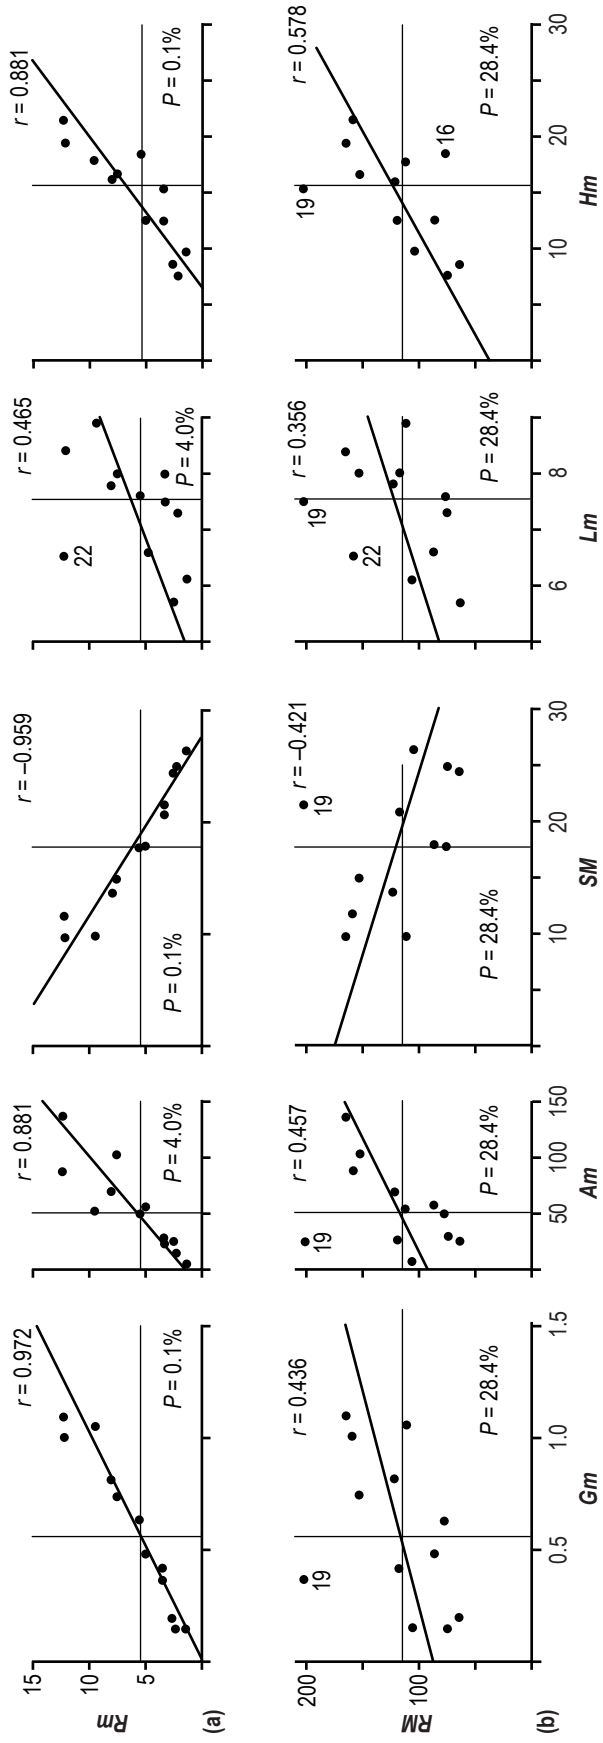 15
10
5
Rm
(a)
r = 0.972
P = 0.1%
r = 0.881
P = 4.0%
r = –0.959
P = 0.1%
r = 0.465
22
P = 4.0%
r = 0.881
P = 0.1%
200
100
RM
(b)
r = 0.436
19
P = 28.4%
0.5
1.0
1.5
Gm
r = 0.457
19
P = 28.4%
50
100
150
Am
r = –0.421
19
P = 28.4%
10
20
30
SM
r = 0.356
19
22
P = 28.4%
6
8
Lm
r = 0.578
19
16
P = 28.4%
10
20
30
Hm